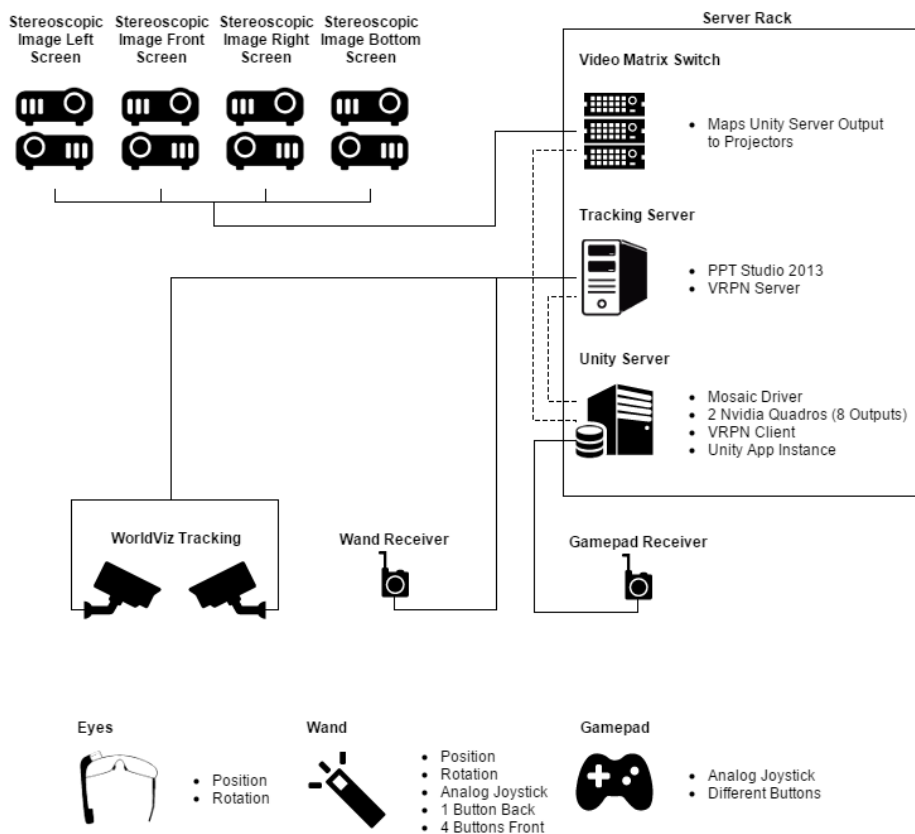 Stereoscopic
Image Left
Screen
Stereoscopic
Image Front
Screen
Stereoscopic
Image Right
Screen
Stereoscopic
Image Bottom
Screen
Server Rack
Video Matrix Switch
• Maps Unity Server Output
to Projectors
Tracking Server
• PPT Studio 2013
• VRPN Server
Unity Server
• Mosaic Driver
• 2 Nvidia Quadros (8 Outputs)
• VRPN Client
• Unity App Instance
WorldViz Tracking
Wand Receiver
Gamepad Receiver
Eyes
• Position
• Rotation
Wand
• Position
• Rotation
• Analog Joystick
• 1 Button Back
• 4 Buttons Front
Gamepad
• Analog Joystick
• Different Buttons